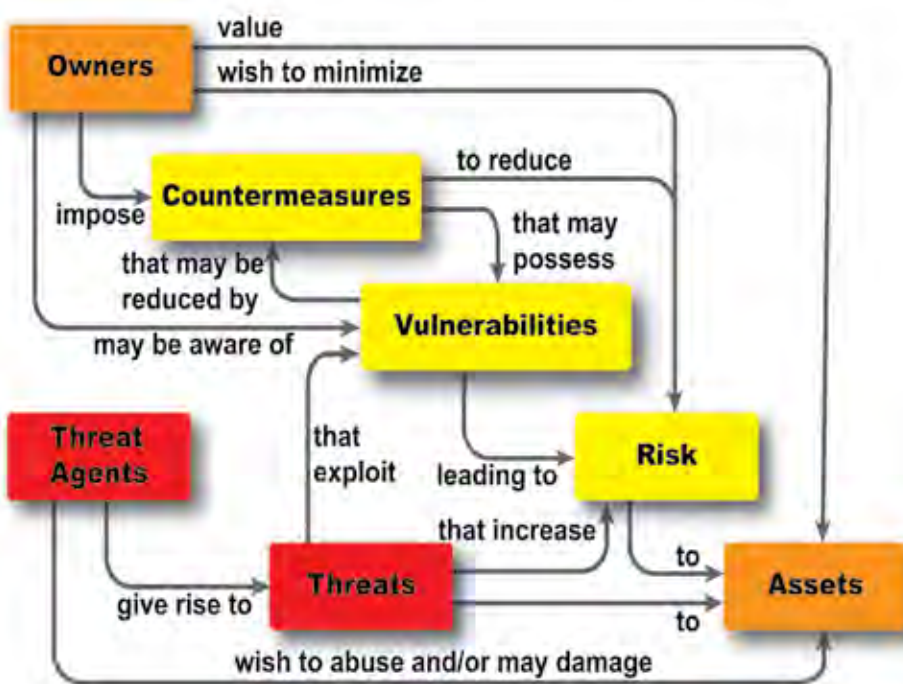 value
Owners
wish to minimize
to reduce
Countermeasures
impose
that may
possess
that may be
reduced by
Vulnerabilities
may be aware of
Threat
Agents
that
exploit
leading to
Risk
that increase
to
Threats
Assets
give rise to
to
wish to abuse and/or may damage